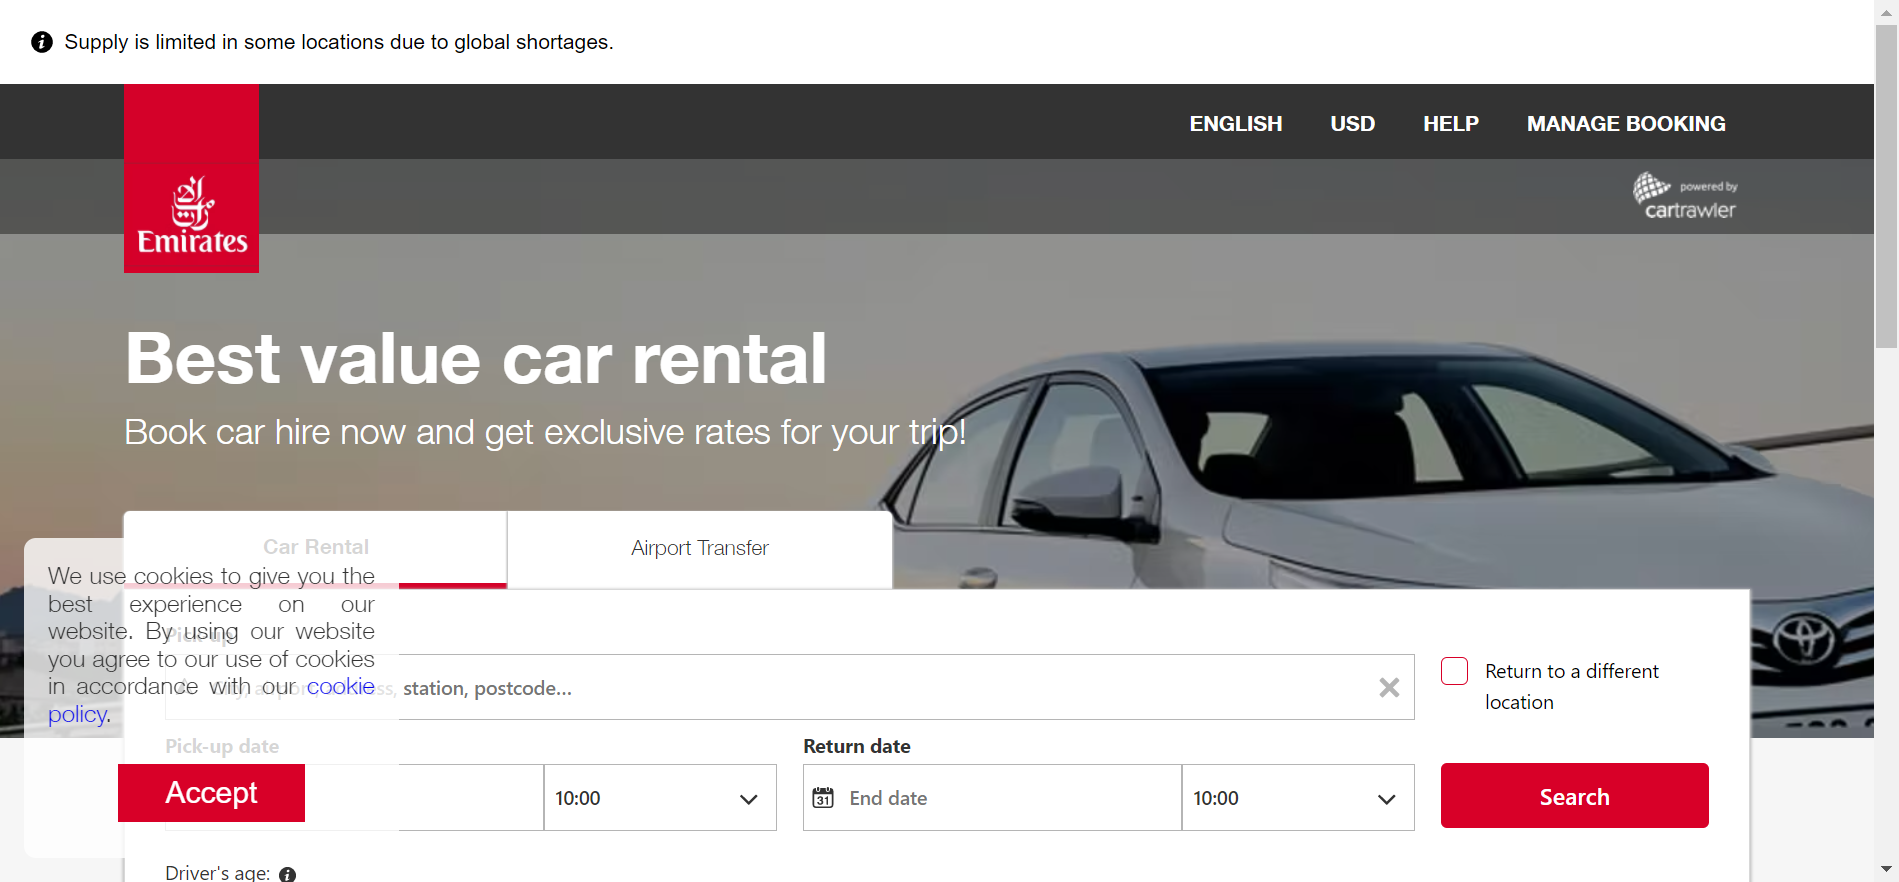 Supply is limited in some locations due to global shortages.
ENGLISH USD HELP MANAGE BOOKING
powered by
cartrawler
Emirates
Best value car rental
Book car hire now and get exclusive rates for your trip!
Car Rental
Airport Transfer
We use cookies to give you the
best experience on our
website. By using our website
you agree to our use of cookies
in accordance with our cookie
policy.
Accept
Pick-up
City, airport, address, station, postcode...
Return to a different
location
Pick-up date
10:00
Return date
31
End date
10:00
Search
Driver's age: